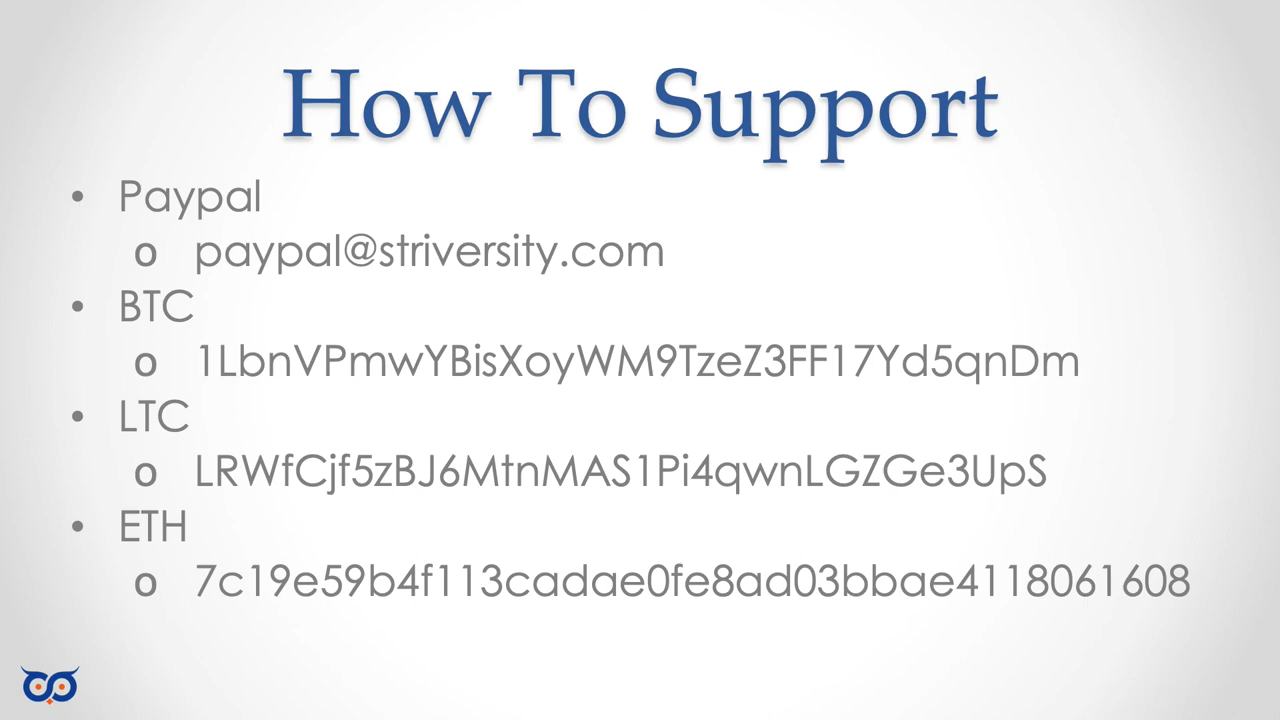 How To Support
• Paypal
o paypal@striversity.com
• BTC
o 1LbnVPmwYBisXoyWM9TzeZ3FF17Yd5qnDm
• LTC
o LRWfCjf5zBJ6MtnMAS1Pi4qwnLGZGe3UpS
• ETH
o 7c19e59b4f113cadae0fe8ad03bbae4118061608